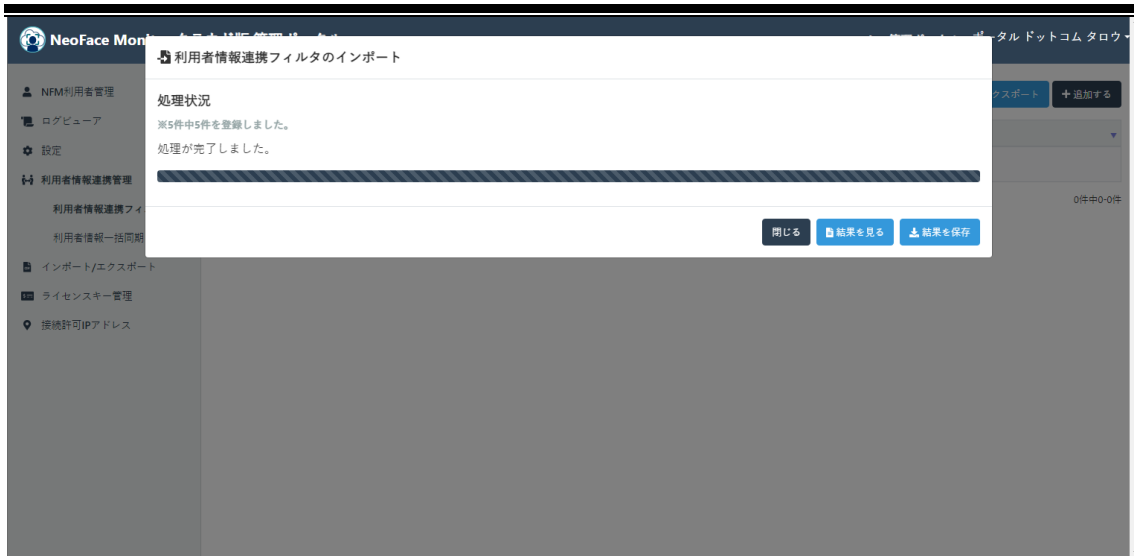 NeoFace Mon
タル ドットコム タロウ
利用者情報連携フィルタのインポート
NFM利用者管理
ログビューア
設定
利用者情報連携管理
利用者情報連携フィ
利用者情報一括同期
インポート/エクスポート
ライセンスキー管理
接続許可IPアドレス
処理状況
※5件中5件を登録しました。
処理が完了しました。
閉じる
結果を見る
結果を保存
クスポート
+追加する
0件中0-0件